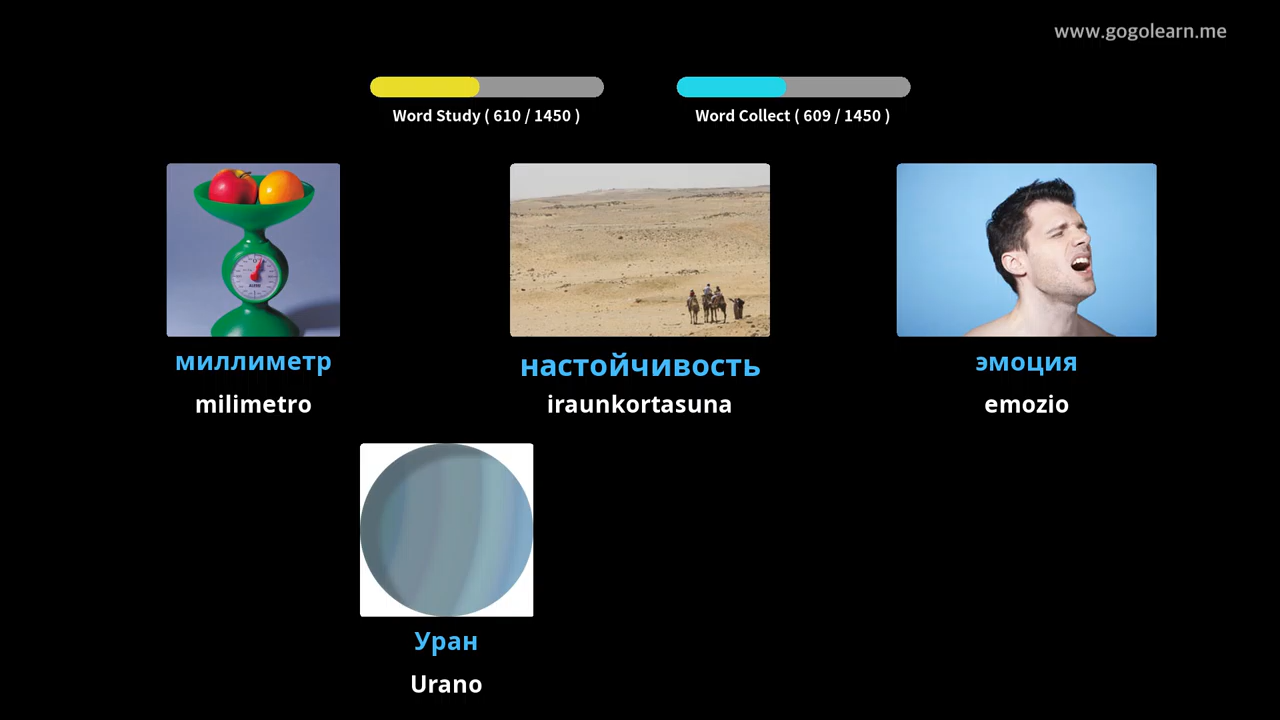 www.gogolearn.me
Word Study ( 610 / 1450 )
Word Collect ( 609 / 1450 )
миллиметр
настойчивость
эмоция
milimetro
iraunkortasuna
emozio
Уран
Urano